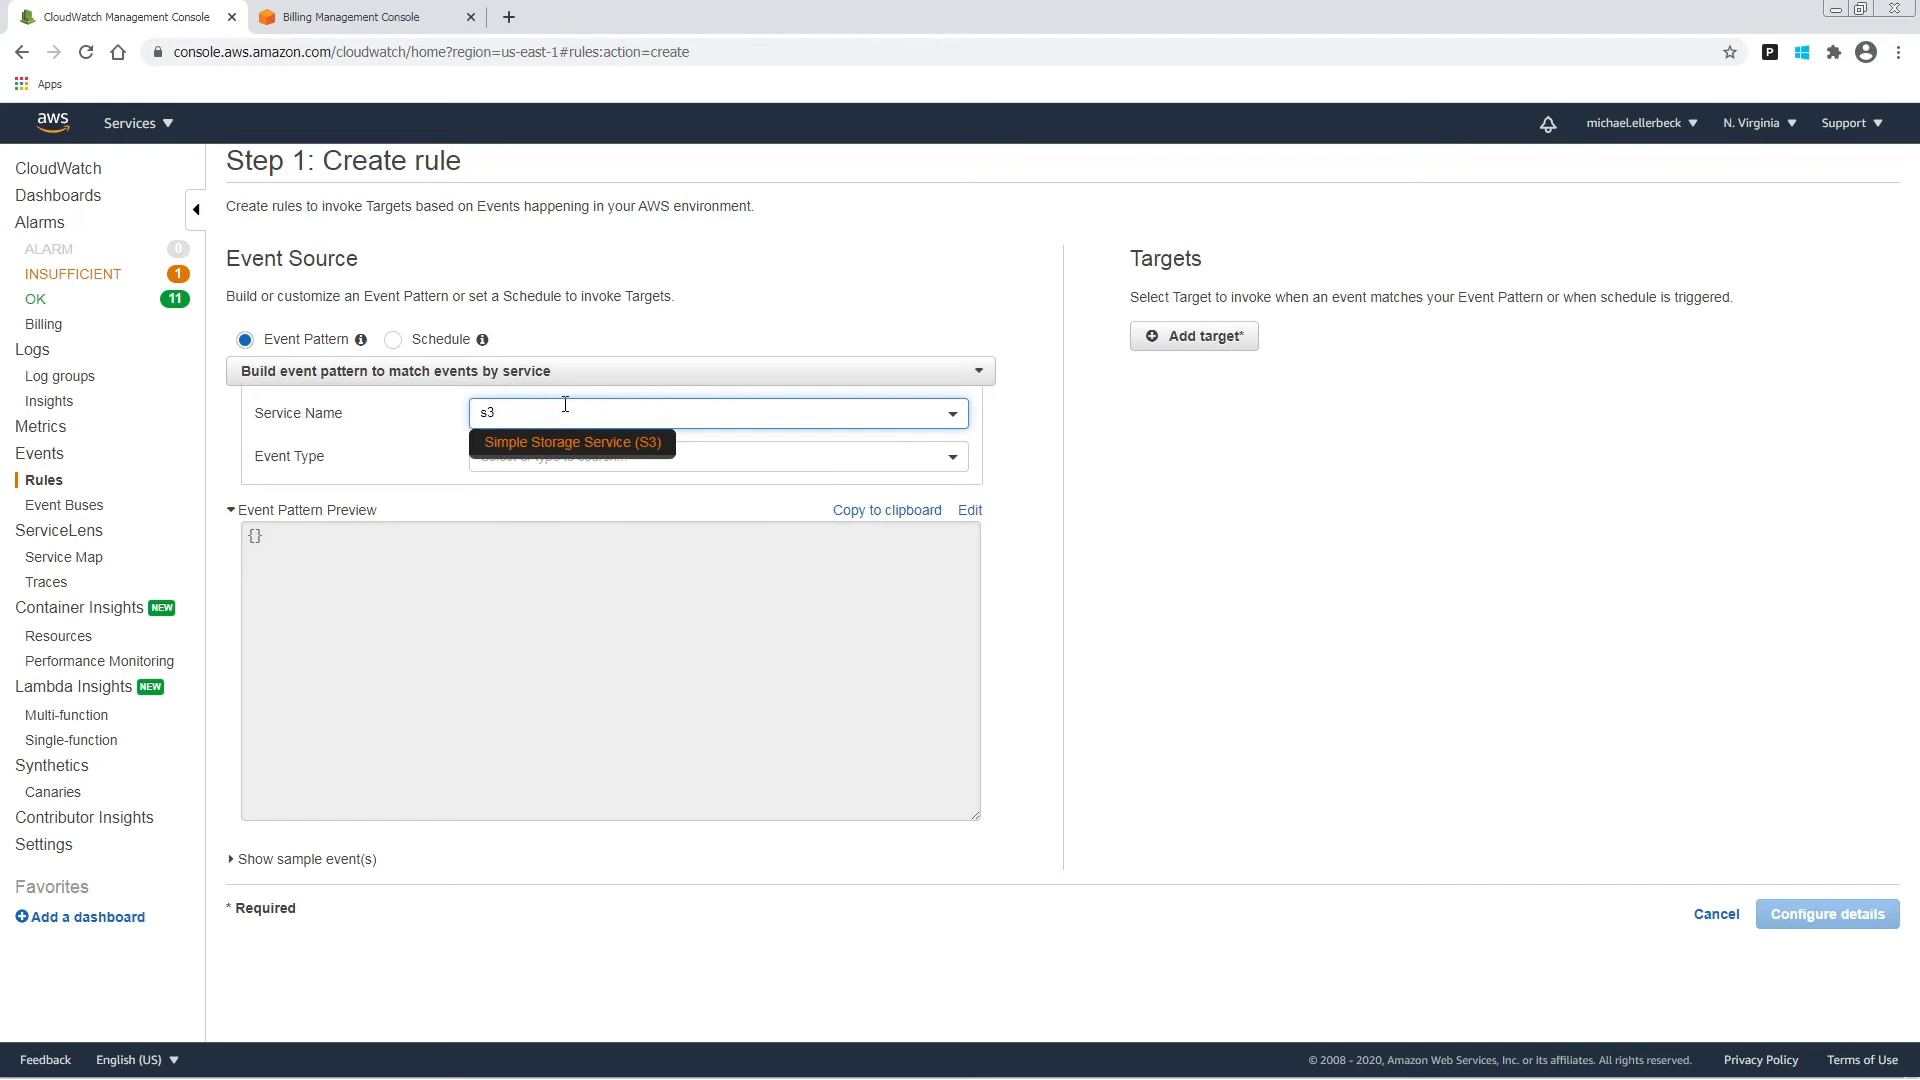 CloudWatch Management Console
Billing Management Console
console.aws.amazon.com/cloudwatch/home?region=us-east-1#rules:action=create
P
Apps
aws
Services
michael.ellerbeck
N. Virginia
Support
CloudWatch
Dashboards
Alarms
ALARM 0
INSUFFICIENT 1
OK 11
Billing
Logs
Log groups
Insights
Metrics
Events
Rules
Event Buses
ServiceLens
Service Map
Traces
Container Insights NEW
Resources
Performance Monitoring
Lambda Insights NEW
Multi-function
Single-function
Synthetics
Canaries
Contributor Insights
Settings
Favorites
Add a dashboard
Step 1: Create rule
Create rules to invoke Targets based on Events happening in your AWS environment.
Event Source
Build or customize an Event Pattern or set a Schedule to invoke Targets.
Event Pattern Schedule
Build event pattern to match events by service
Service Name s3
Simple Storage Service (S3)
Event Type
Event Pattern Preview Copy to clipboard Edit
{}
Show sample event(s)
* Required
Targets
Select Target to invoke when an event matches your Event Pattern or when schedule is triggered.
Add target*
Cancel Configure details
Feedback English (US) © 2008 - 2020, Amazon Web Services, Inc. or its affiliates. All rights reserved. Privacy Policy Terms of Use